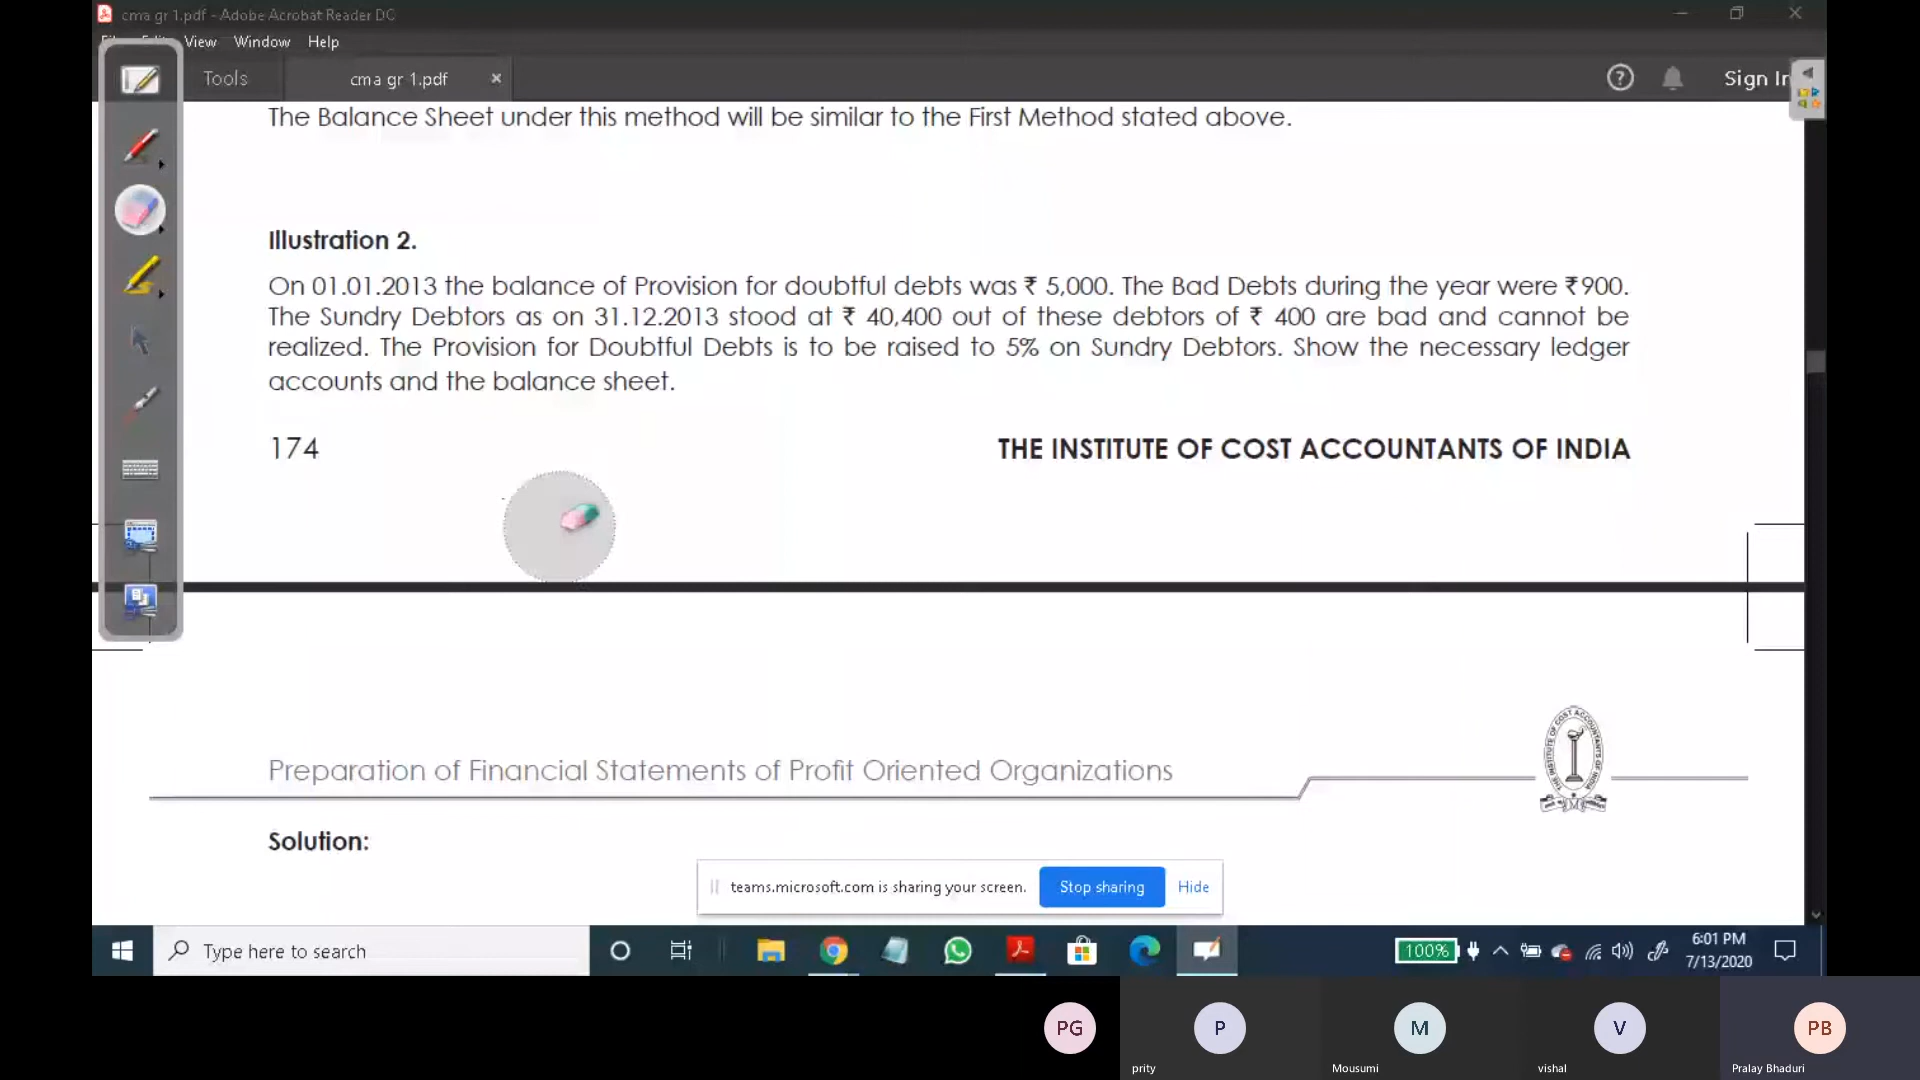 cma gr 1.pdf - Adobe Acrobat Reader DC
View Window Help
Tools
cma gr 1.pdf
Sign In
The Balance Sheet under this method will be similar to the First Method stated above.
Illustration 2.
On 01.01.2013 the balance of Provision for doubtful debts was ₹ 5,000. The Bad Debts during the year were ₹900.
The Sundry Debtors as on 31.12.2013 stood at ₹ 40,400 out of these debtors of ₹ 400 are bad and cannot be
realized. The Provision for Doubtful Debts is to be raised to 5% on Sundry Debtors. Show the necessary ledger
accounts and the balance sheet.
174
THE INSTITUTE OF COST ACCOUNTANTS OF INDIA
Preparation of Financial Statements of Profit Oriented Organizations
Solution:
teams.microsoft.com is sharing your screen.
Stop sharing
Hide
Type here to search
100%
6:01 PM
7/13/2020
PG
P
M
V
PB
prity
Mousumi
vishal
Pralay Bhaduri